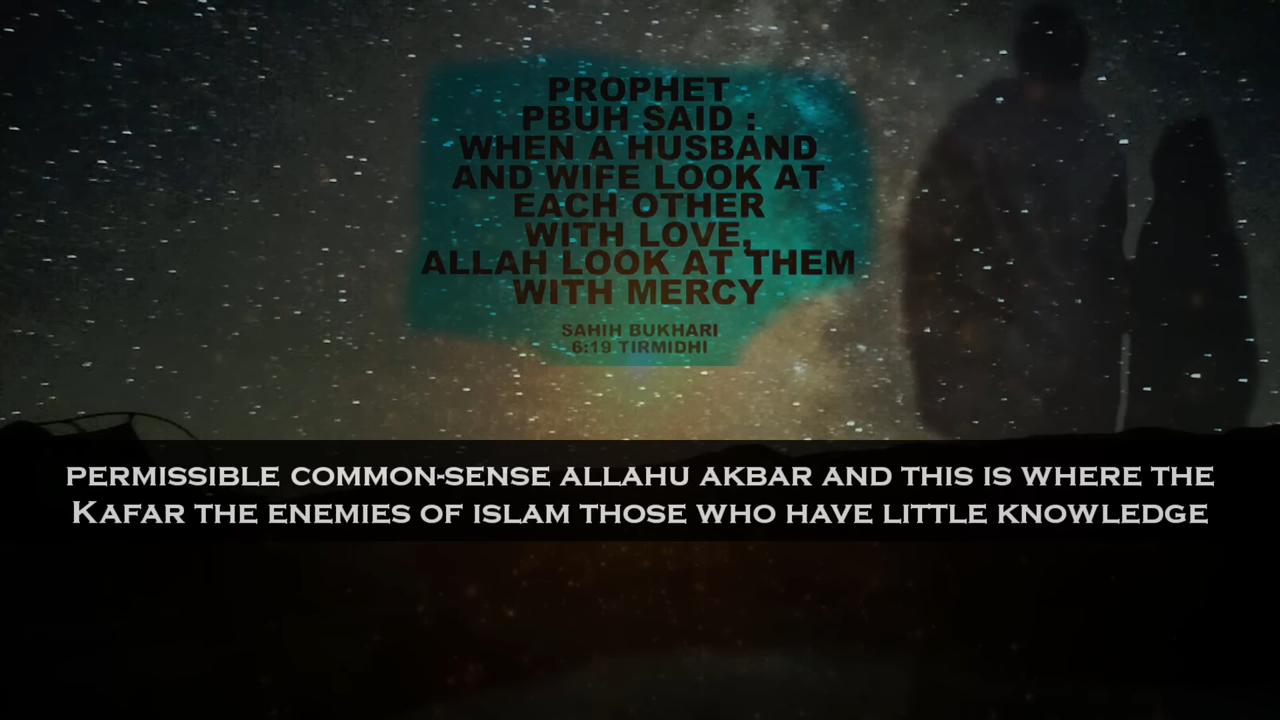 PROPHET
PBUH SAID :
WHEN A HUSBAND
AND WIFE LOOK AT
EACH OTHER
WITH LOVE,
ALLAH LOOK AT THEM
WITH MERCY
SAHIH BUKHARI
6:19 TIRMIDHI
PERMISSIBLE COMMON-SENSE ALLAHU AKBAR AND THIS IS WHERE THE
KAFAR THE ENEMIES OF ISLAM THOSE WHO HAVE LITTLE KNOWLEDGE